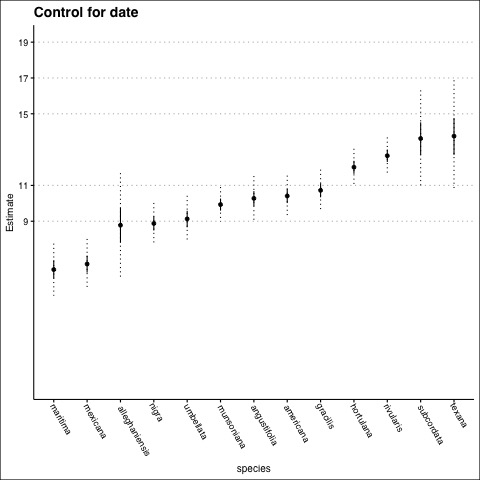 Control for date
19
17
15
11
9
Estimate
maritima
mexicana
alleghaniensis
nigra
umbellata
munsoniana
angustifolia
americana
gracilis
hortulana
rivularis
subcordata
texana
species